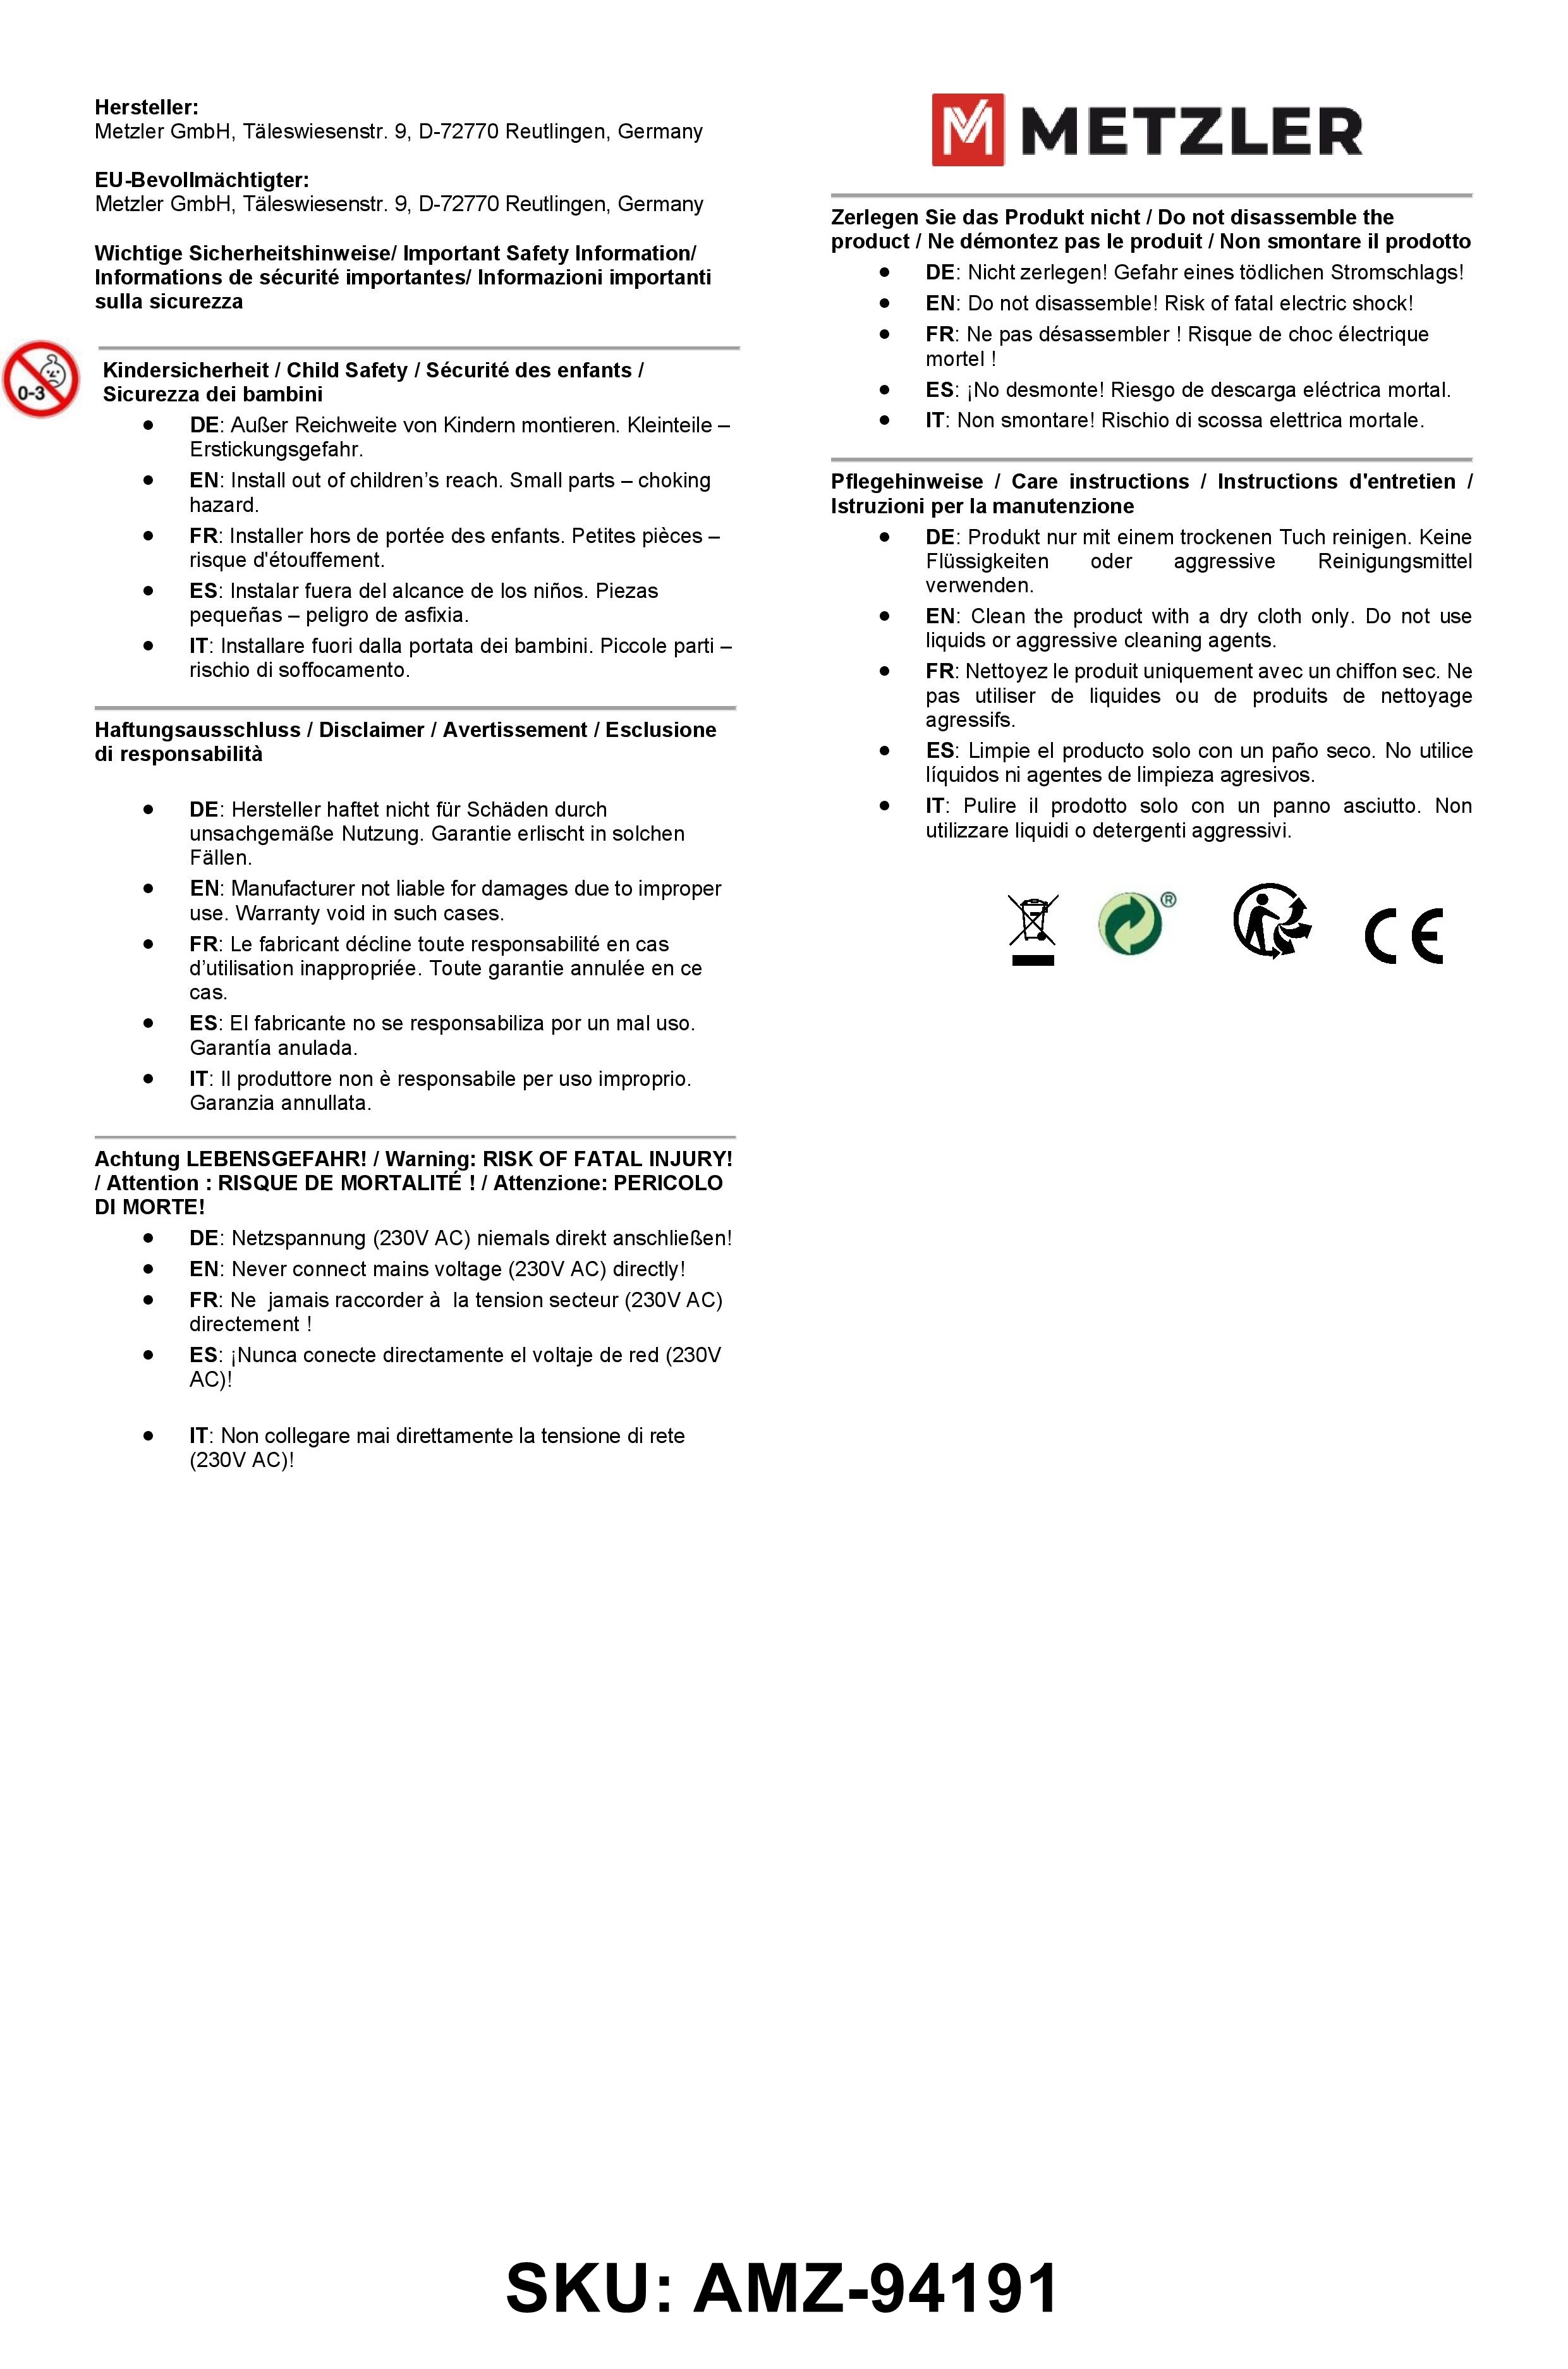 Hersteller:
Metzler GmbH, Täleswiesenstr. 9, D-72770 Reutlingen, Germany
EU-Bevollmächtigter:
Metzler GmbH, Täleswiesenstr. 9, D-72770 Reutlingen, Germany
Wichtige Sicherheitshinweise/ Important Safety Information/
Informations de sécurité importantes/ Informazioni importanti
sulla sicurezza
0-3
Kindersicherheit / Child Safety / Sécurité des enfants /
Sicurezza dei bambini
● DE: Außer Reichweite von Kindern montieren. Kleinteile –
Erstickungsgefahr.
● EN: Install out of children’s reach. Small parts – choking
hazard.
● FR: Installer hors de portée des enfants. Petites pièces –
risque d'étouffement.
● ES: Instalar fuera del alcance de los niños. Piezas
pequeñas – peligro de asfixia.
● IT: Installare fuori dalla portata dei bambini. Piccole parti –
rischio di soffocamento.
Haftungsausschluss / Disclaimer / Avertissement / Esclusione
di responsabilità
● DE: Hersteller haftet nicht für Schäden durch
unsachgemäße Nutzung. Garantie erlischt in solchen
Fällen.
● EN: Manufacturer not liable for damages due to improper
use. Warranty void in such cases.
● FR: Le fabricant décline toute responsabilité en cas
d’utilisation inappropriée. Toute garantie annulée en ce
cas.
● ES: El fabricante no se responsabiliza por un mal uso.
Garantía anulada.
● IT: Il produttore non è responsabile per uso improprio.
Garanzia annullata.
Achtung LEBENSGEFAHR! / Warning: RISK OF FATAL INJURY!
/ Attention : RISQUE DE MORTALITÉ ! / Attenzione: PERICOLO
DI MORTE!
● DE: Netzspannung (230V AC) niemals direkt anschließen!
● EN: Never connect mains voltage (230V AC) directly!
● FR: Ne  jamais raccorder à  la tension secteur (230V AC)
directement !
● ES: ¡Nunca conecte directamente el voltaje de red (230V
AC)!
● IT: Non collegare mai direttamente la tensione di rete
(230V AC)!
METZLER
Zerlegen Sie das Produkt nicht / Do not disassemble the
product / Ne démontez pas le produit / Non smontare il prodotto
● DE: Nicht zerlegen! Gefahr eines tödlichen Stromschlags!
● EN: Do not disassemble! Risk of fatal electric shock!
● FR: Ne pas désassembler ! Risque de choc électrique
mortel !
● ES: ¡No desmonte! Riesgo de descarga eléctrica mortal.
● IT: Non smontare! Rischio di scossa elettrica mortale.
Pflegehinweise / Care instructions / Instructions d'entretien /
Istruzioni per la manutenzione
● DE: Produkt nur mit einem trockenen Tuch reinigen. Keine
Flüssigkeiten oder aggressive Reinigungsmittel
verwenden.
● EN: Clean the product with a dry cloth only. Do not use
liquids or aggressive cleaning agents.
● FR: Nettoyez le produit uniquement avec un chiffon sec. Ne
pas utiliser de liquides ou de produits de nettoyage
agressifs.
● ES: Limpie el producto solo con un paño seco. No utilice
líquidos ni agentes de limpieza agresivos.
● IT: Pulire il prodotto solo con un panno asciutto. Non
utilizzare liquidi o detergenti aggressivi.
® CE
SKU: AMZ-94191